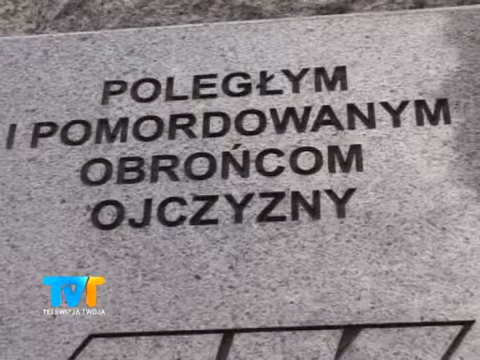 POLEGŁYM
I POMORDOWANYM
OBROŃCOM
OJCZYZNY
TVT
TELEWIZJA TWOJA